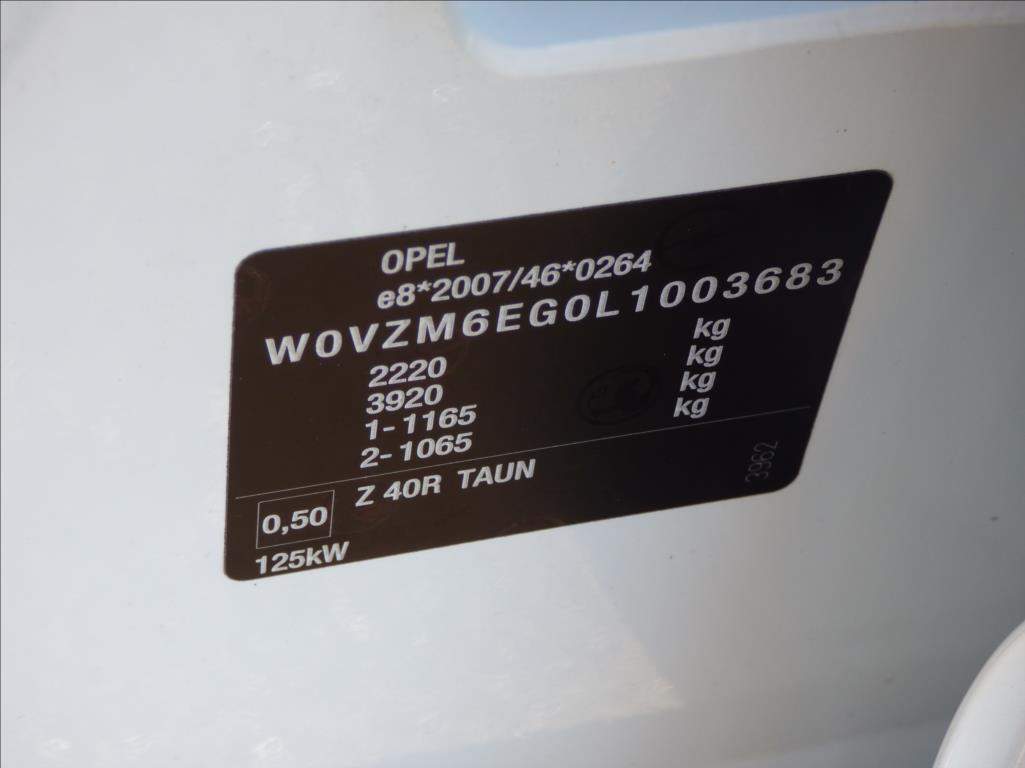 OPEL
e8*2007/46*0264
W0VZM6EG0L1003683
2220 kg
3920 kg
1-1165 kg
2-1065 kg
Z 40R TAUN
3962
0,50
125kW